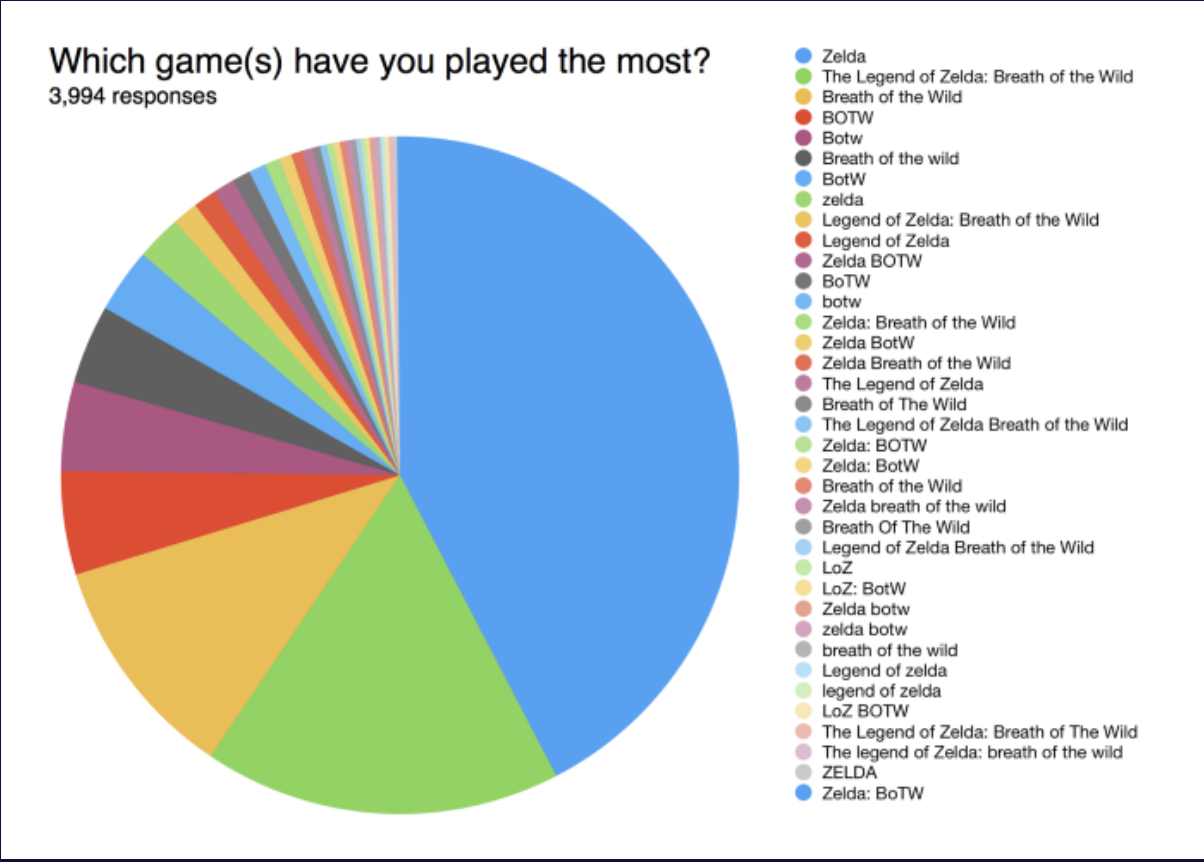 Which game(s) have you played the most?
3,994 responses
Zelda
The Legend of Zelda: Breath of the Wild
Breath of the Wild
BOTW
Botw
Breath of the wild
BotW
zelda
Legend of Zelda: Breath of the Wild
Legend of Zelda
Zelda BOTW
BoTW
botw
Zelda: Breath of the Wild
Zelda BotW
Zelda Breath of the Wild
The Legend of Zelda
Breath of The Wild
The Legend of Zelda Breath of the Wild
Zelda: BOTW
Zelda: BotW
Breath of the Wild
Zelda breath of the wild
Breath Of The Wild
Legend of Zelda Breath of the Wild
LoZ
LoZ: BotW
Zelda botw
zelda botw
breath of the wild
Legend of zelda
legend of zelda
LoZ BOTW
The Legend of Zelda: Breath of The Wild
The legend of Zelda: breath of the wild
ZELDA
Zelda: BoTW